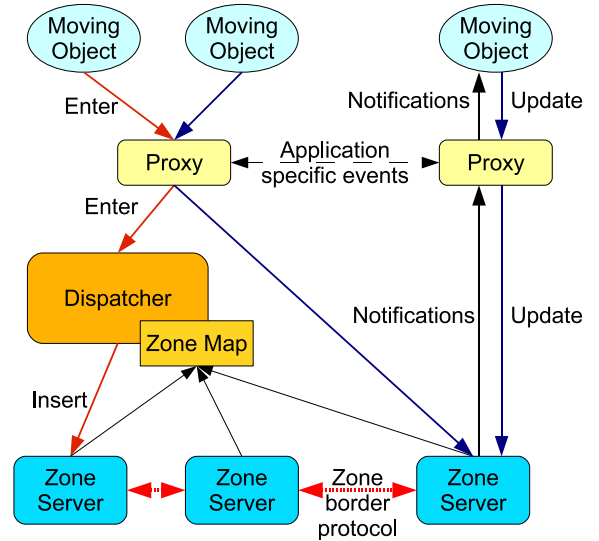 Moving
Object
Moving
Object
Moving
Object
Enter
Notifications
Update
Proxy
Application
specific events
Proxy
Enter
Dispatcher
Zone Map
Notifications
Update
Insert
Zone
Server
Zone
Server
Zone
border
protocol
Zone
Server